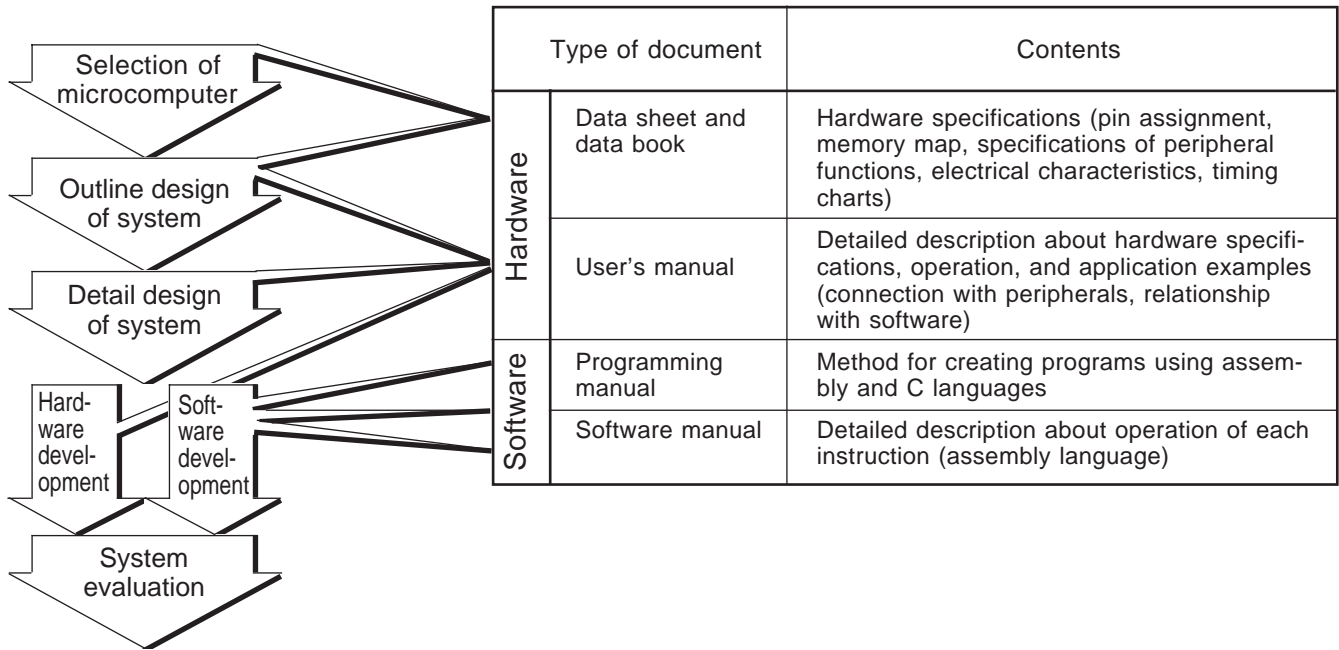 Selection of
microcomputer
Outline design
of system
Detail design
of system
Hard-
ware
devel-
opment
Soft-
ware
devel-
opment
System
evaluation
Type of document
Contents
Hardware
Data sheet and
data book
Hardware specifications (pin assignment,
memory map, specifications of peripheral
functions, electrical characteristics, timing
charts)
User’s manual
Detailed description about hardware specifi-
cations, operation, and application examples
(connection with peripherals, relationship
with software)
Software
Programming
manual
Method for creating programs using assem-
bly and C languages
Software manual
Detailed description about operation of each
instruction (assembly language)